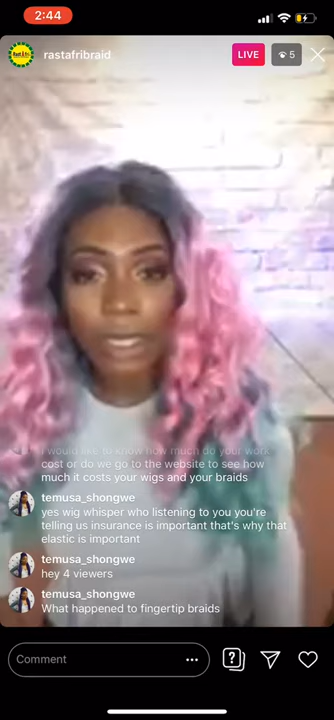 2:44
rastafribraid
LIVE
5
I would like to know how much do your work
cost or do we go to the website to see how
much it costs your wigs and your braids
temusa_shongwe
yes wig whisper who listening to you you're
telling us insurance is important that's why that
elastic is important
temusa_shongwe
hey 4 viewers
temusa_shongwe
What happened to fingertip braids
Comment